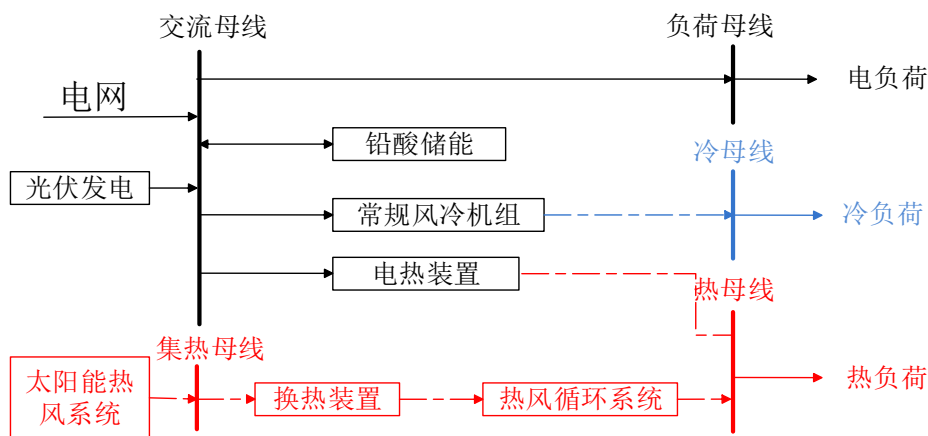 交流母线
负荷母线
电网
电负荷
铅酸储能
冷母线
光伏发电
常规风冷机组
冷负荷
电热装置
热母线
集热母线
太阳能热
风系统
换热装置
热风循环系统
热负荷